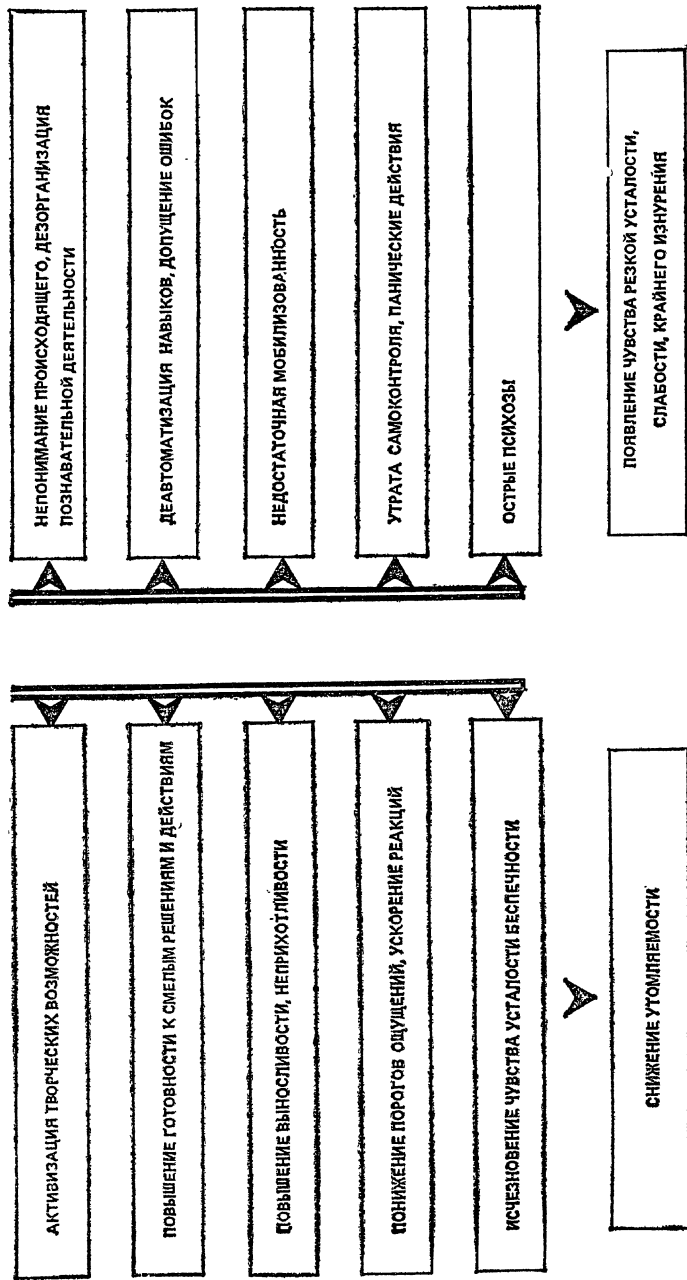 АКТИВИЗАЦИЯ ТВОРЧЕСКИХ ВОЗМОЖНОСТЕЙ
ПОВЫШЕНИЕ ГОТОВНОСТИ К СМЕЛЫМ РЕШЕНИЯМ И ДЕЙСТВИЯМ
ПОВЫШЕНИЕ ВЫНОСЛИВОСТИ, НЕПРИХОТЛИВОСТИ
ПОНИЖЕНИЕ ПОРОГОВ ОЩУЩЕНИЙ, УСКОРЕНИЕ РЕАКЦИЙ
ИСЧЕЗНОВЕНИЕ ЧУВСТВА УСТАЛОСТИ БЕСПЕЧНОСТИ
СНИЖЕНИЕ УТОМЛЯЕМОСТИ
НЕПОНИМАНИЕ ПРОИСХОДЯЩЕГО, ДЕЗОРГАНИЗАЦИЯ
ПОЗНАВАТЕЛЬНОЙ ДЕЯТЕЛЬНОСТИ
ДЕАВТОМАТИЗАЦИЯ НАВЫКОВ, ДОПУЩЕНИЕ ОШИБОК
НЕДОСТАТОЧНАЯ МОБИЛИЗОВАННОСТЬ
УТРАТА САМОКОНТРОЛЯ, ПАНИЧЕСКИЕ ДЕЙСТВИЯ
ОСТРЫЕ ПСИХОЗЫ
ПОЯВЛЕНИЕ ЧУВСТВА РЕЗКОЙ УСТАЛОСТИ,
СЛАБОСТИ, КРАЙНЕГО ИЗНУРЕНИЯ